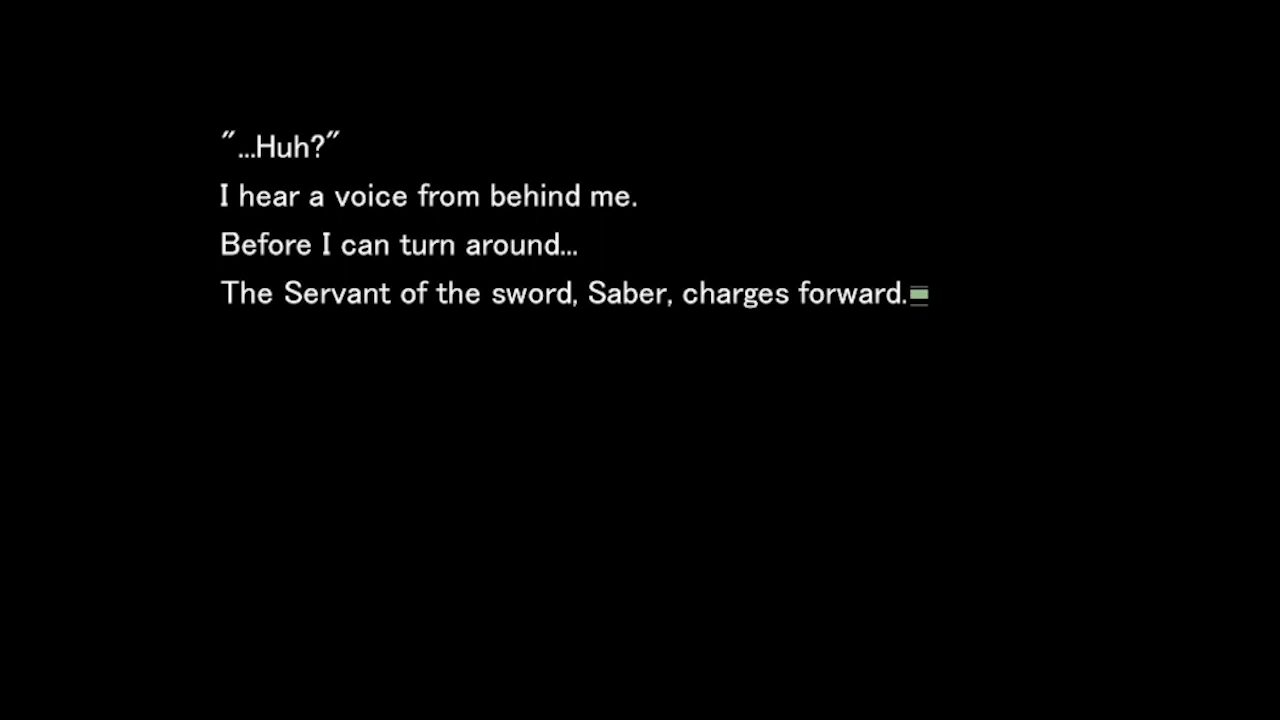 "...Huh?"
I hear a voice from behind me.
Before I can turn around...
The Servant of the sword, Saber, charges forward.